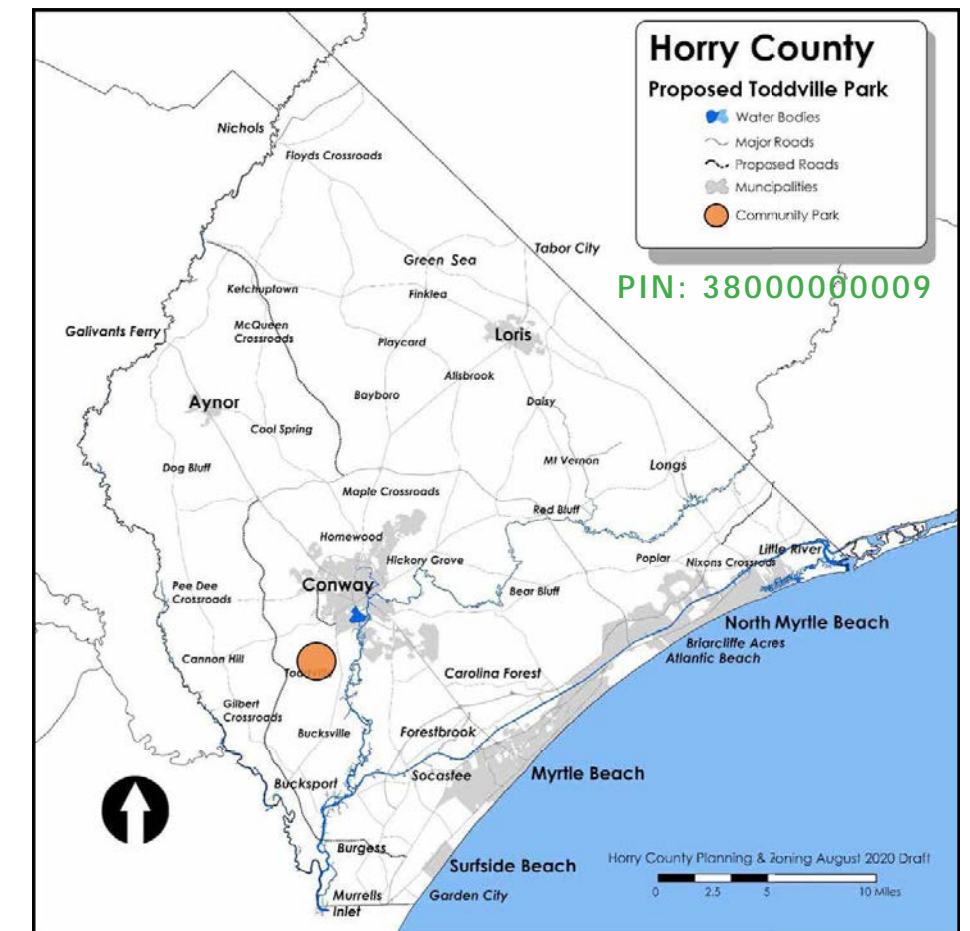 Horry County
Proposed Toddville Park
Water Bodies
Major Roads
Proposed Roads
Muncipalities
Community Park
PIN: 38000000009
Nichols
Floyds Crossroads
Green Sea
Tabor City
Ketchuptown
Finklea
Galivants Ferry
McQueen
Crossroads
Playcard
Loris
Allsbrook
Aynor
Bayboro
Daisy
Cool Spring
Dog Bluff
Mt Vernon
Longs
Maple Crossroads
Red Bluff
Homewood
Hickory Grove
Poplar
Nixons Crossroads
Little River
Conway
Pee Dee
Crossroads
Bear Bluff
North Myrtle Beach
Briarcliffe Acres
Atlantic Beach
Cannon Hill
Carolina Forest
Gilbert
Crossroads
Bucksville
Forestbrook
Bucksport
Socastee
Myrtle Beach
Burgess
Surfside Beach
Murrells
Inlet
Garden City
Horry County Planning & Zoning August 2020 Draft
0 2.5 5 10 Miles